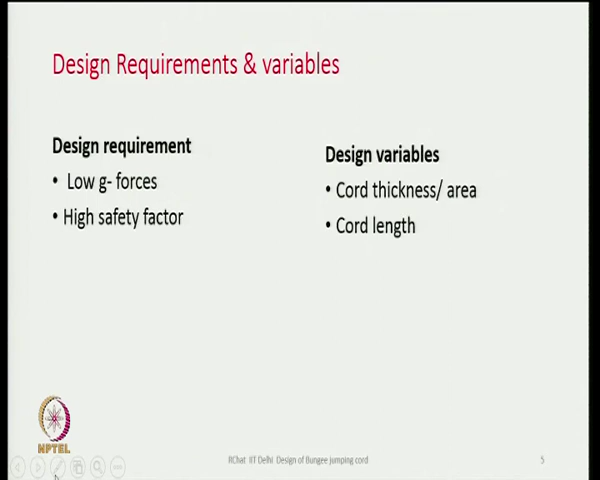 Design Requirements & variables
Design requirement
• Low g- forces
• High safety factor
Design variables
• Cord thickness/ area
• Cord length
NPTEL
RChat IIT Delhi Design of Bungee jumping cord
5